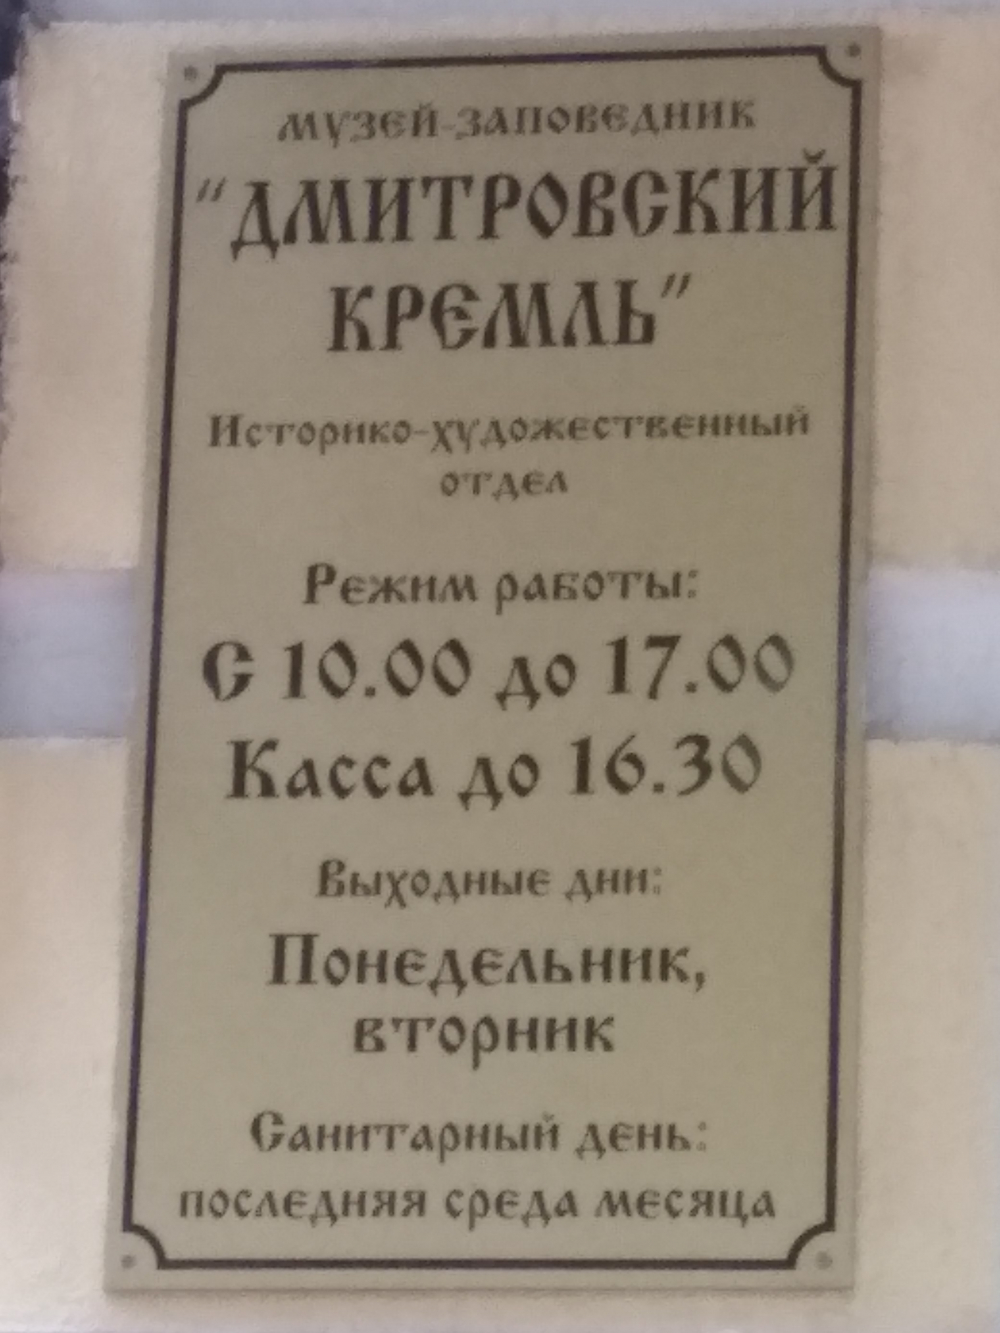 музей-заповедник
"ДМИТРОВСКИЙ
КРЕМЛЬ"
Историко-художественный
отдел
Режим работы:
С 10.00 до 17.00
Касса до 16.30
Выходные дни:
Понедельник,
вторник
Санитарный день:
последняя среда месяца